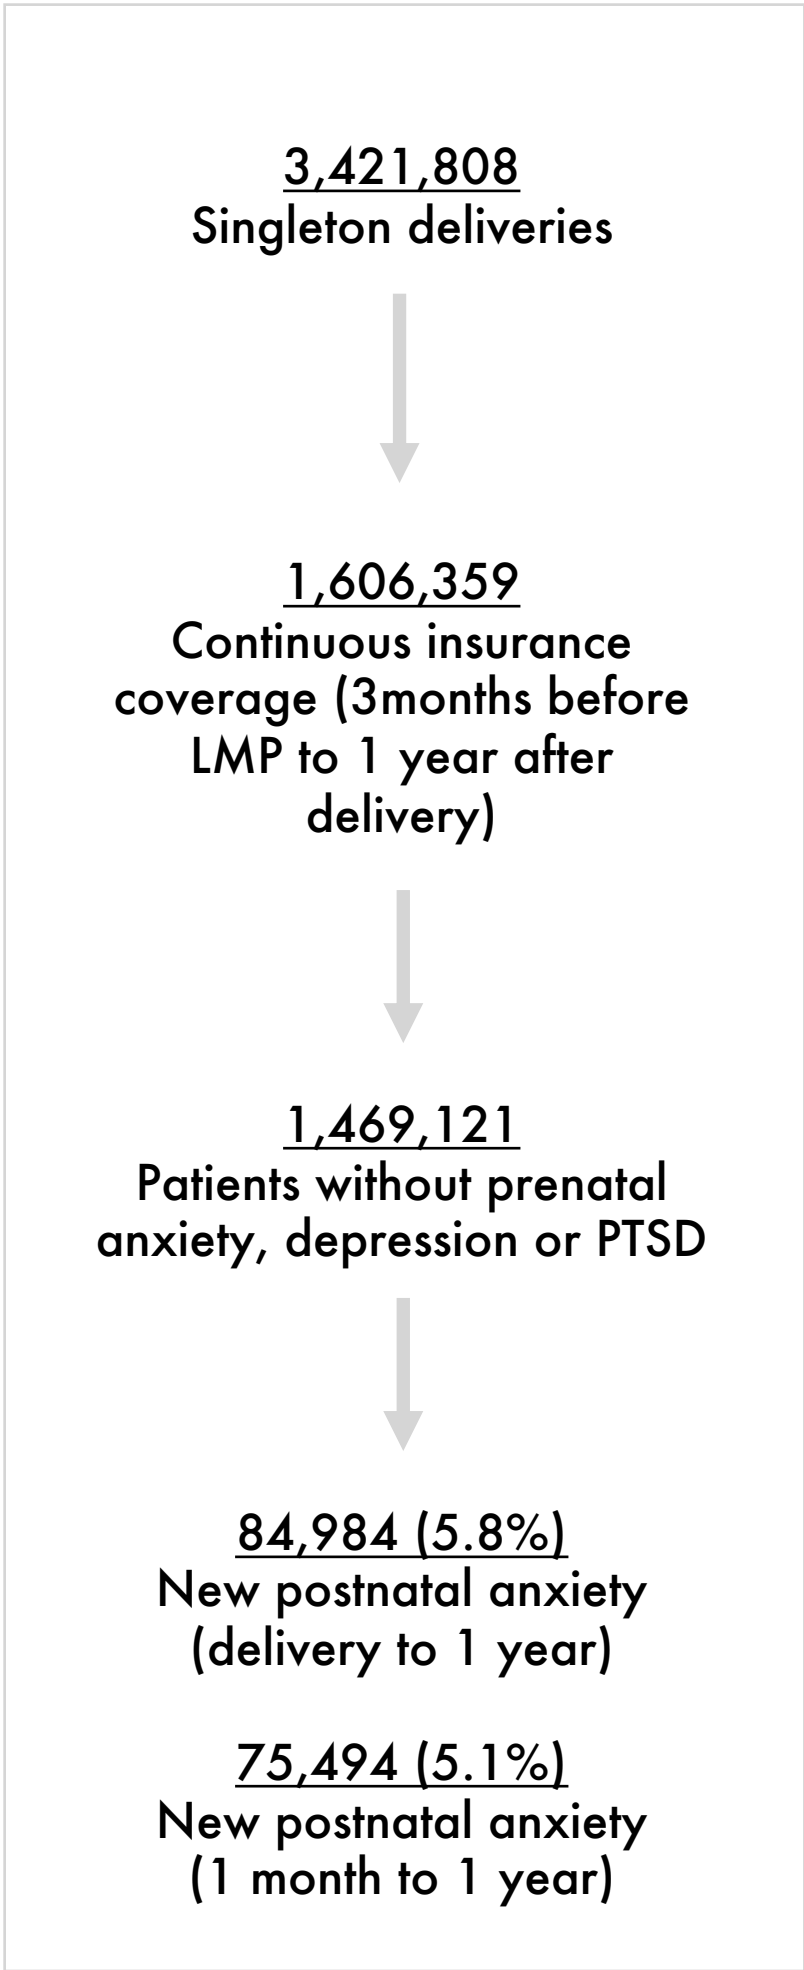 3,421,808
Singleton deliveries
1,606,359
Continuous insurance
coverage (3months before
LMP to 1 year after
delivery)
1,469,121
Patients without prenatal
anxiety, depression or PTSD
84,984 (5.8%)
New postnatal anxiety
(delivery to 1 year)
75,494 (5.1%)
New postnatal anxiety
(1 month to 1 year)